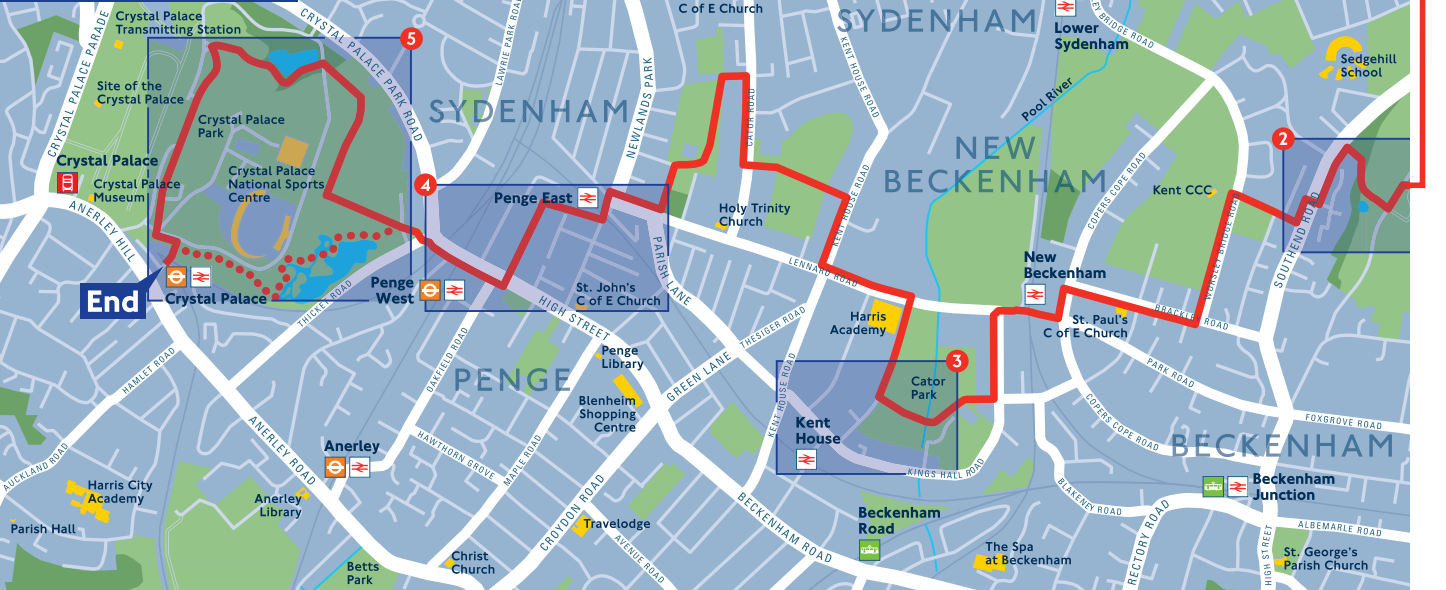 Crystal Palace
Transmitting Station
CRYSTAL PALACE PARADE
Site of the
Crystal Palace
CRYSTAL PALACE PARK ROAD
5
LAWRIE PARK ROAD
C of E Church
SYDENHAM
KENT HOUSE ROAD
Lower
Sydenham
EY BRIDGE ROAD
Sedgehill
School
Pool River
Crystal Palace
Park
SYDENHAM
NEWLANDS PARK
CATOR ROAD
NEW
BECKENHAM
2
Crystal Palace
Crystal Palace
Museum
Crystal Palace
National Sports
Centre
4
Penge East
Holy Trinity
Church
KENT HOUSE ROAD
COPERS COPE ROAD
Kent CCC
WORSLEY BRIDGE ROAD
SOUTHEND ROAD
ANERLEY HILL
PARISH LANE
LENNARD ROAD
New
Beckenham
End
Crystal Palace
Penge
West
St. John's
C of E Church
THICKET ROAD
HIGH STREET
THESIGER ROAD
Harris
Academy
St. Paul's
C of E Church
BRACKLEY ROAD
HAMLET ROAD
OAKFIELD ROAD
PENGE
Penge
Library
GREEN LANE
KENT HOUSE ROAD
3
Cator
Park
PARK ROAD
Blenheim
Shopping
Centre
Kent
House
COPERS COPE ROAD
FOXGROVE ROAD
BECKENHAM
ANERLEY ROAD
Anerley
HAWTHORN GROVE
MAPLE ROAD
KINGS HALL ROAD
AUCKLAND ROAD
Harris City
Academy
Anerley
Library
CROYDON ROAD
BECKENHAM ROAD
Beckenham
Road
BLAKENEY ROAD
RECTORY ROAD
Beckenham
Junction
Parish Hall
Travelodge
AVENUE ROAD
ALBEMARLE ROAD
HIGH STREET
Betts
Park
Christ
Church
The Spa
at Beckenham
St. George's
Parish Church